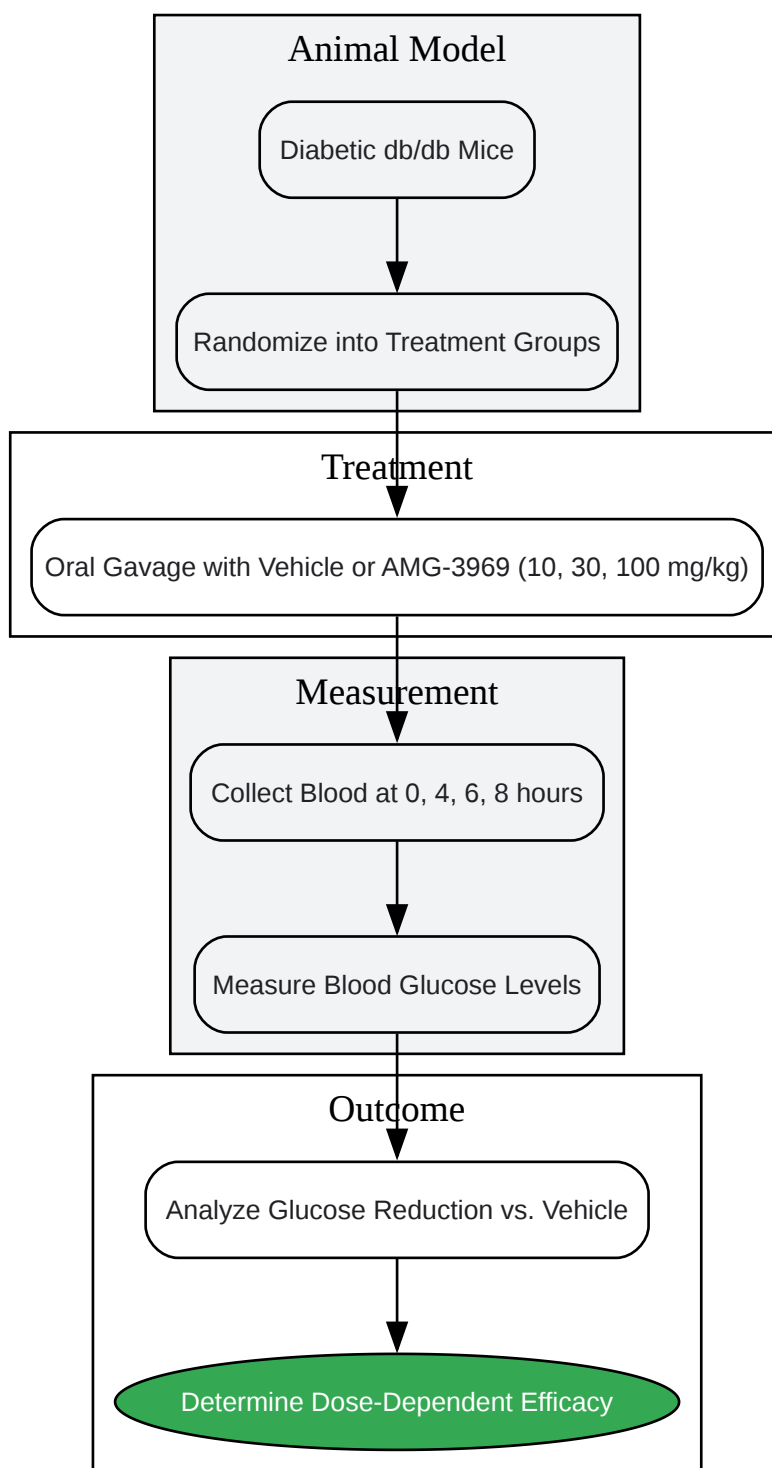 Animal Model
Diabetic db/db Mice
Randomize into Treatment Groups
Treatment
Oral Gavage with Vehicle or AMG-3969 (10, 30, 100 mg/kg)
Measurement
Collect Blood at 0, 4, 6, 8 hours
Measure Blood Glucose Levels
Outcome
Analyze Glucose Reduction vs. Vehicle
Determine Dose-Dependent Efficacy